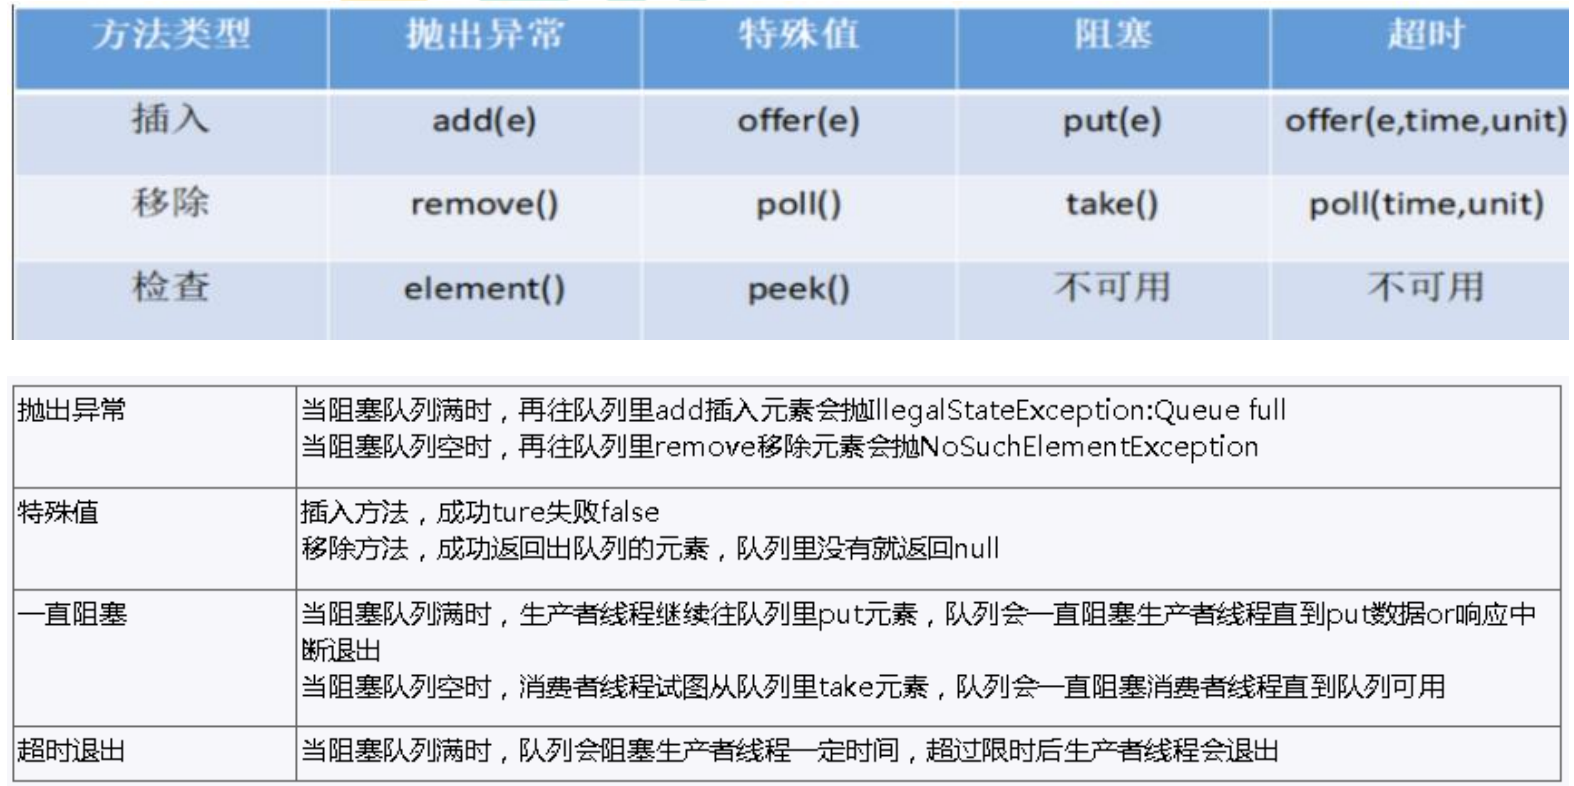 方法类型 抛出异常 特殊值 阻塞 超时
插入 add(e) offer(e) put(e) offer(e,time,unit)
移除 remove() poll() take() poll(time,unit)
检查 element() peek() 不可用 不可用
抛出异常 当阻塞队列满时，再往队列里add插入元素会抛IllegalStateException:Queue full
当阻塞队列空时，再往队列里remove移除元素会抛NoSuchElementException
特殊值 插入方法，成功ture失败false
移除方法，成功返回出队列的元素，队列里没有就返回null
一直阻塞 当阻塞队列满时，生产者线程继续往队列里put元素，队列会一直阻塞生产者线程直到put数据or响应中
断退出
当阻塞队列空时，消费者线程试图从队列里take元素，队列会一直阻塞消费者线程直到队列可用
超时退出 当阻塞队列满时，队列会阻塞生产者线程一定时间，超过限时后生产者线程会退出